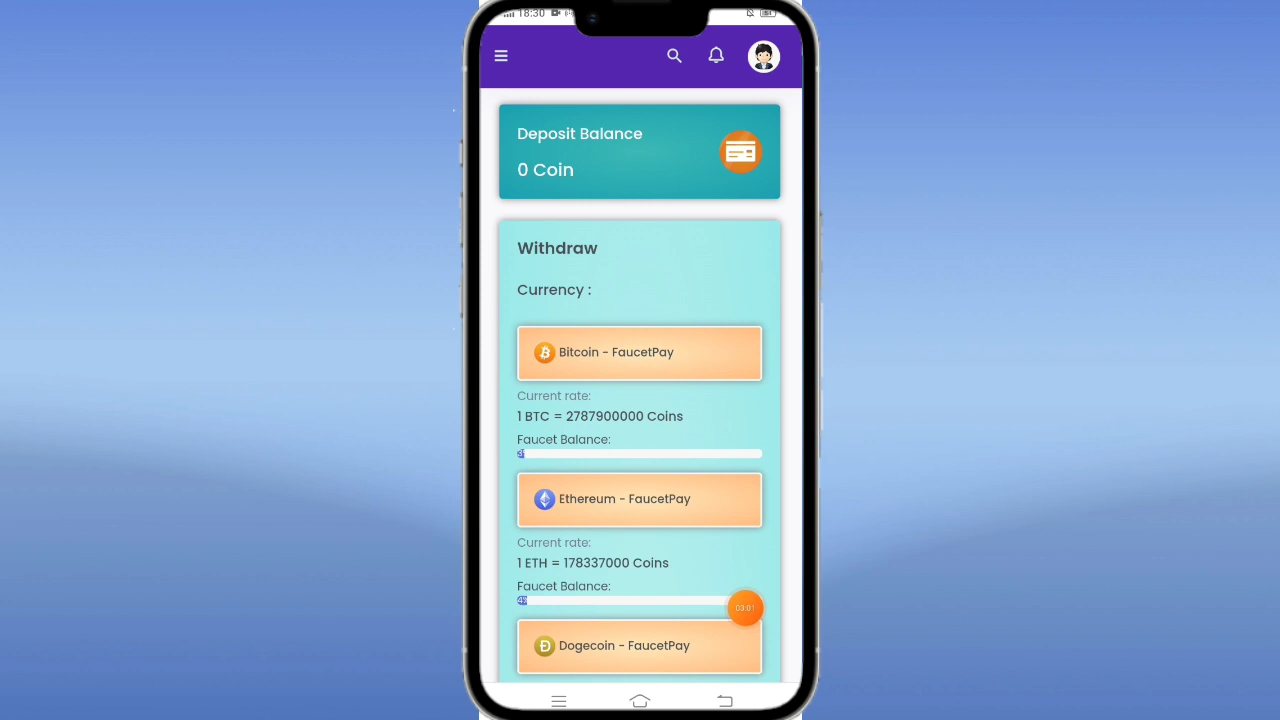 18:30
Deposit Balance
0 Coin
Withdraw
Currency :
Bitcoin - FaucetPay
Current rate:
1 BTC = 2787900000 Coins
Faucet Balance:
Ethereum - FaucetPay
Current rate:
1 ETH = 178337000 Coins
Faucet Balance:
03:01
Dogecoin - FaucetPay